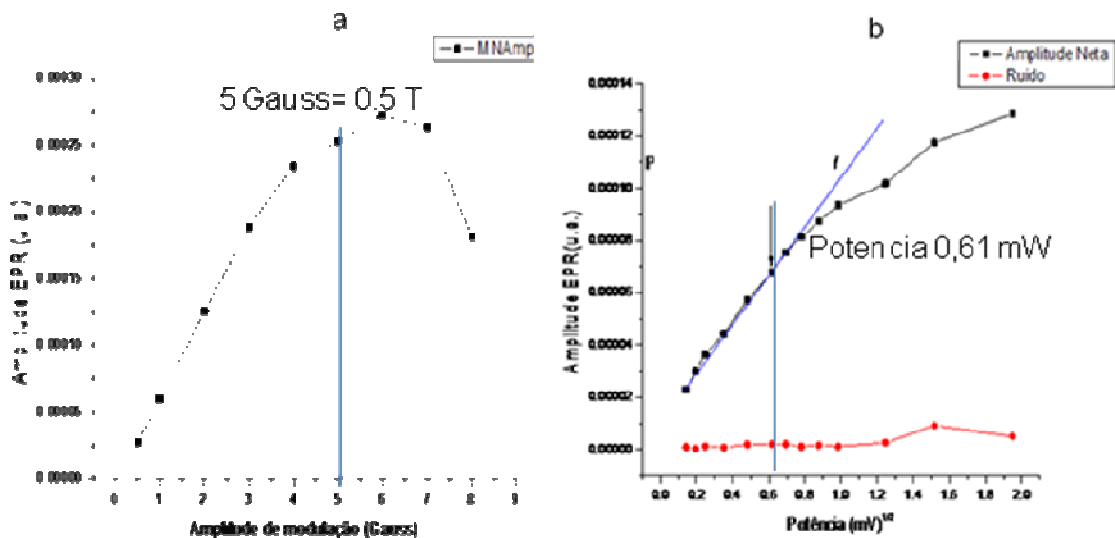 a
MNAmp
0.00030
0.00025
0.00020
0.00015
0.00010
0.00005
0.00000
5 Gauss= 0.5 T
Amplitude EPR (u.a.)
0 1 2 3 4 5 6 7 8 9
Amplitude de modulação (Gauss)
b
Amplitude Neta
Ruido
0.00014
0.00012
0.00010
0.00008
0.00006
0.00004
0.00002
0.00000
P
f
Potencia 0,61 mW
Amplitude EPR(u.a.)
0.0 0.2 0.4 0.6 0.8 1.0 1.2 1.4 1.6 1.8 2.0
Potência (mV)^1/2